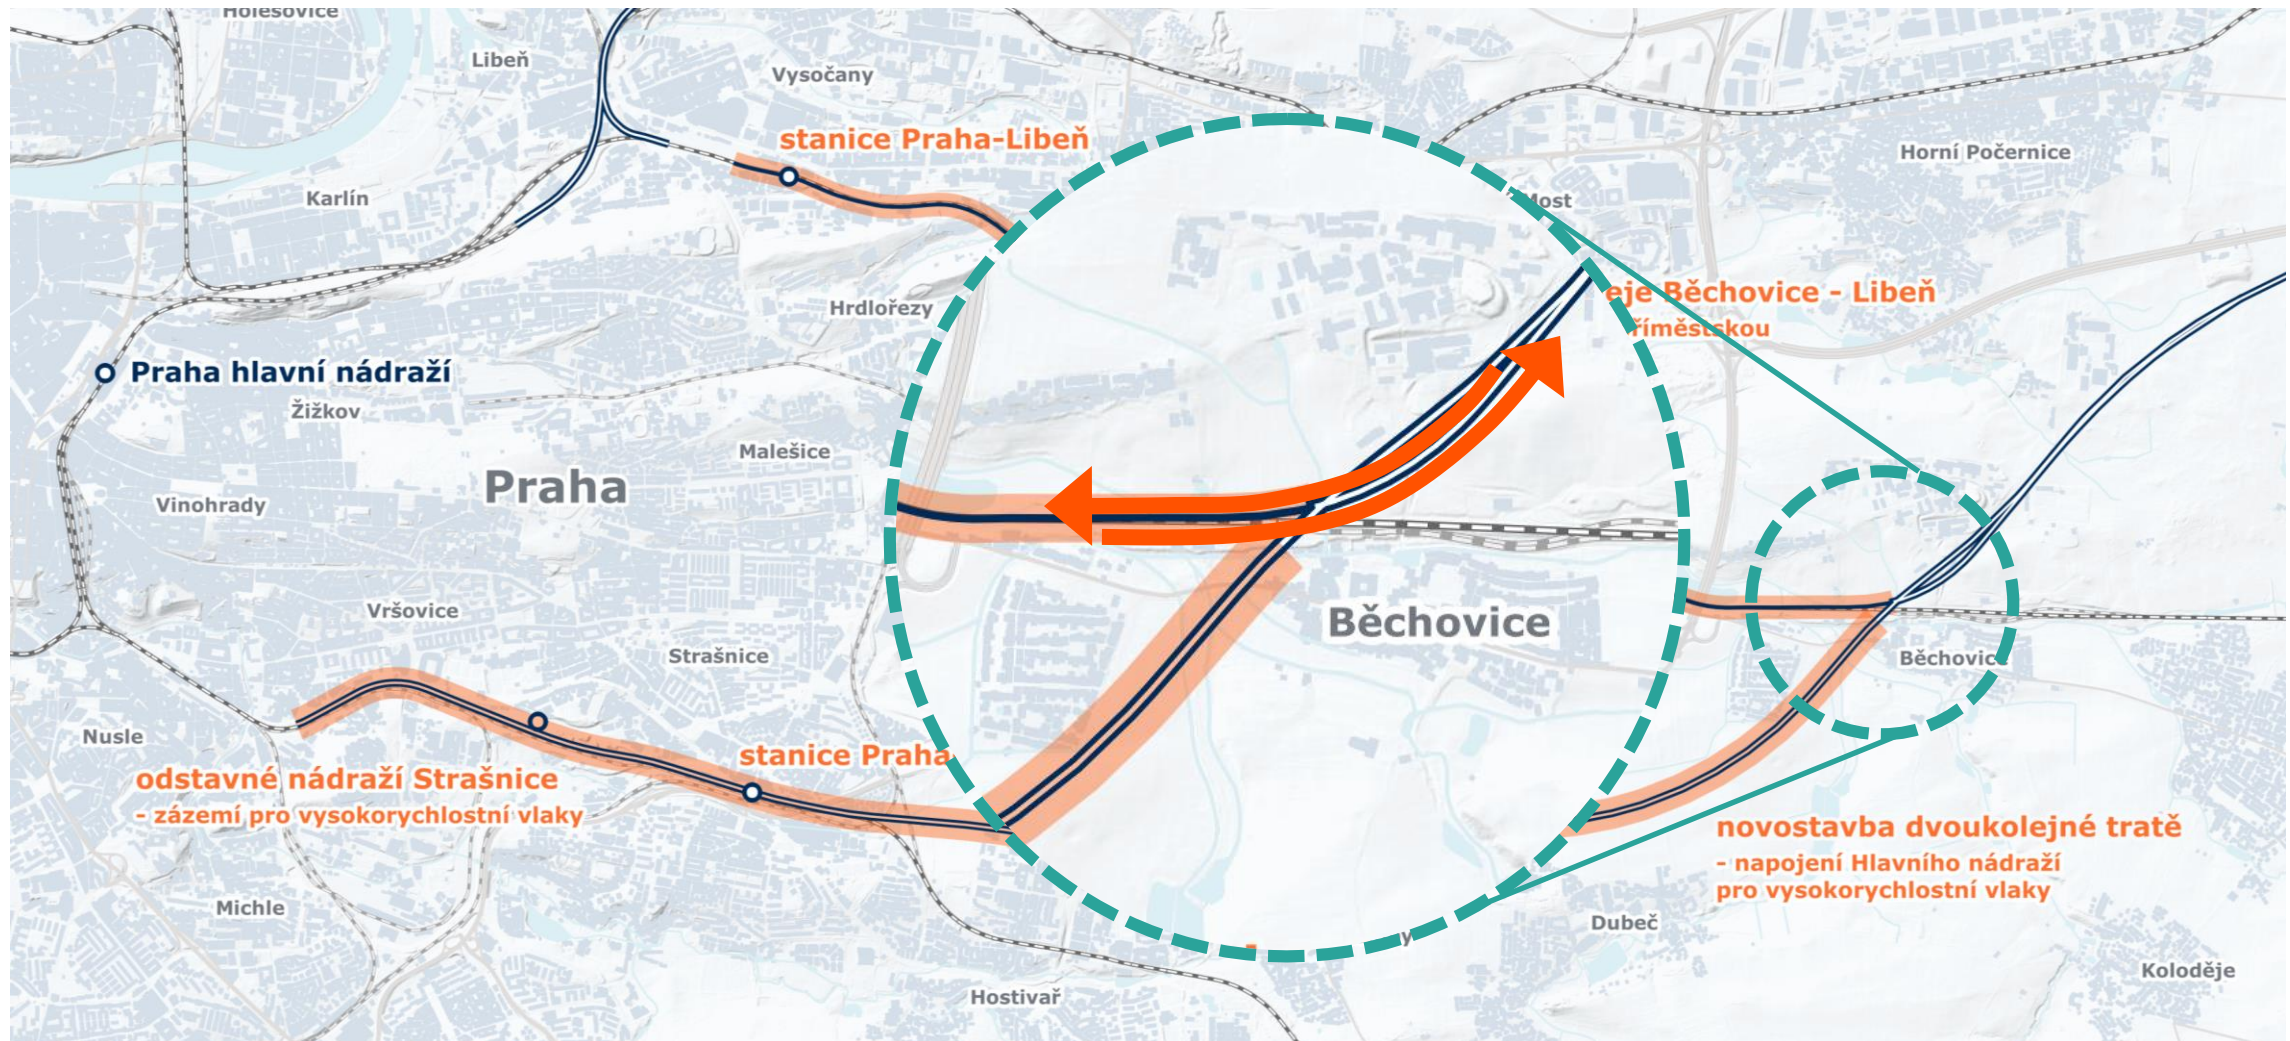 Holešovice
Libeň
Vysočany
stanice Praha-Libeň
Horní Počernice
Karlín
Most
eje Běchovice - Libeň
říměstskou
Hrdlořezy
Praha hlavní nádraží
Žižkov
Malešice
Praha
Vinohrady
Vršovice
Běchovice
Strašnice
Běchovic
Nusle
stanice Praha
odstavné nádraží Strašnice
- zázemí pro vysokorychlostní vlaky
novostavba dvoukolejné tratě
- napojení Hlavního nádraží
pro vysokorychlostní vlaky
Michle
Dubeč
y
Koloděje
Hostivař